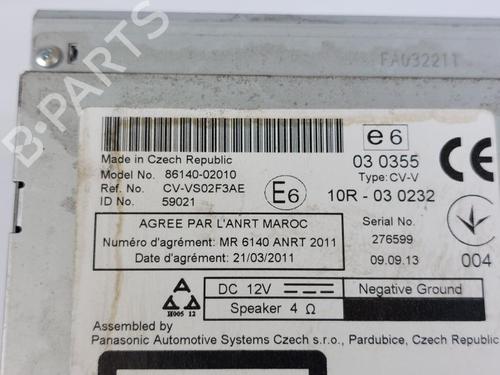 FA03221T
B-PARTS
Made in Czech Republic
Model No. 86140-02010
Ref. No. CV-VS02F3AE
ID No. 59021
e6
03 0355
Type: CV-V
E6
10R - 03 0232
CE
AGREE PAR L'ANRT MAROC
Numéro d'agrément: MR 6140 ANRT 2011
Date d'agrément: 21/03/2011
Serial No.
276599
09.09.13
004
DC 12V
Negative Ground
Speaker 4 Ω
H005 12
Assembled by
Panasonic Automotive Systems Czech s.r.o., Pardubice, Czech Republic